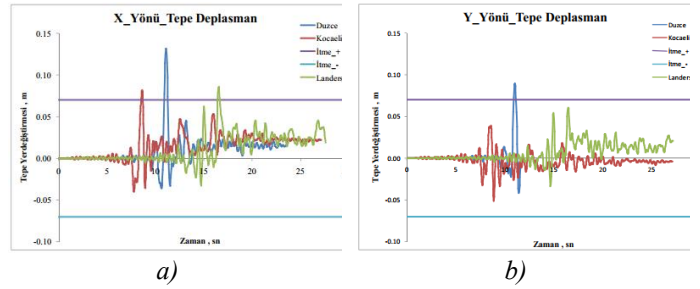 X_Yönü_Tepe Deplasman
Tepe Yerdeğiştirmesi , m
0.15
0.10
0.05
0.00
-0.05
-0.10
0
5
10
15
20
25
Zaman , sn
Duzce
Kocaeli
İtme_+
İtme_-
Landers
a)
Y_Yönü_Tepe Deplasman
Tepe Yerdeğiştirmesi , m
0.15
0.10
0.05
0.00
-0.05
-0.10
0
5
10
15
20
25
Zaman , sn
Duzce
Kocaeli
İtme_+
İtme_-
Landers
b)